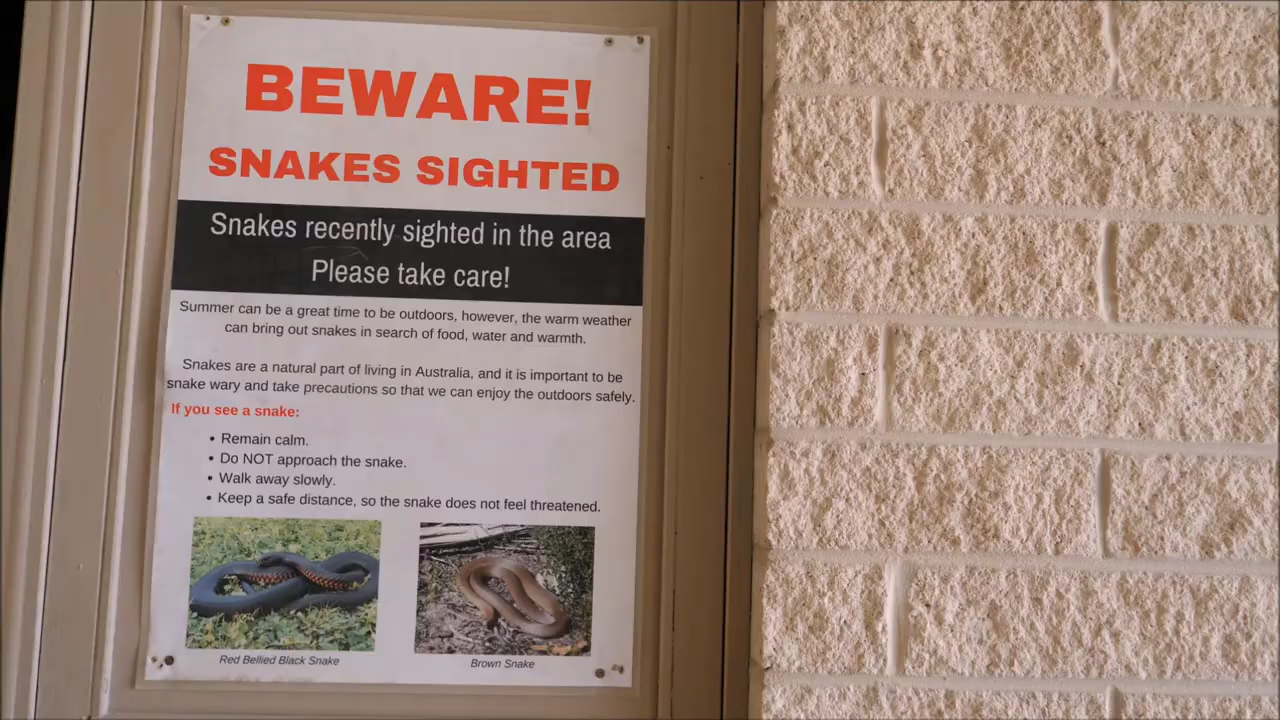 BEWARE!
SNAKES SIGHTED
Snakes recently sighted in the area
Please take care!
Summer can be a great time to be outdoors, however, the warm weather
can bring out snakes in search of food, water and warmth.
Snakes are a natural part of living in Australia, and it is important to be
snake wary and take precautions so that we can enjoy the outdoors safely.
If you see a snake:
• Remain calm.
• Do NOT approach the snake.
• Walk away slowly.
• Keep a safe distance, so the snake does not feel threatened.
Red Bellied Black Snake
Brown Snake